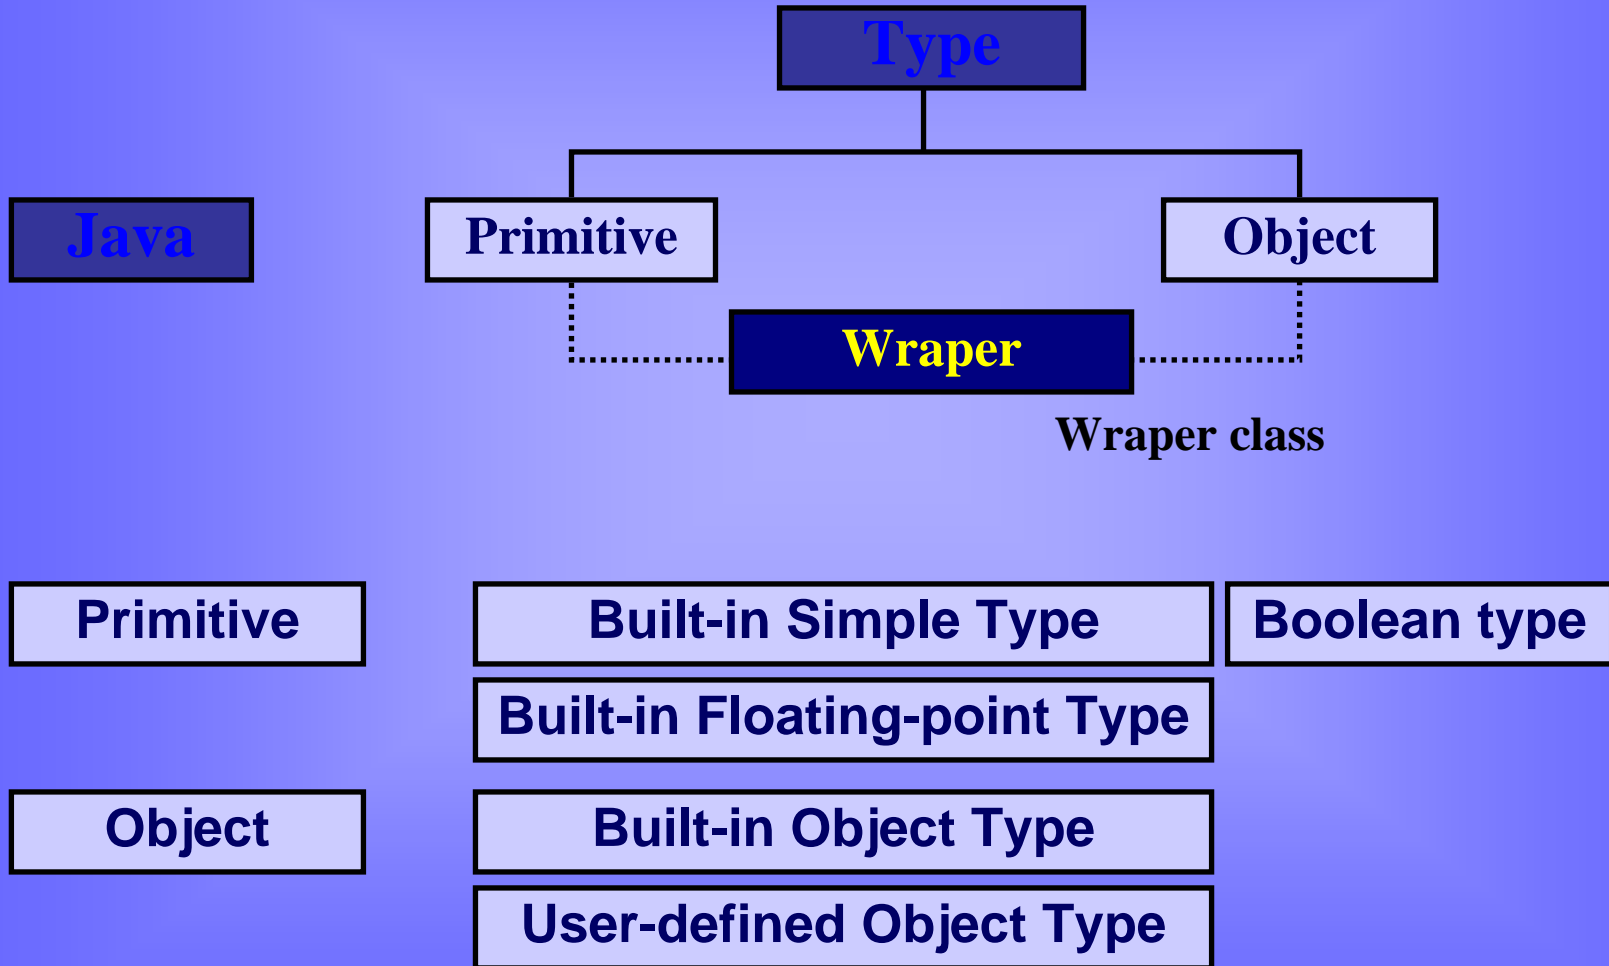 Type
Java
Primitive
Object
Wraper
Wraper class
Primitive
Built-in Simple Type
Boolean type
Built-in Floating-point Type
Object
Built-in Object Type
User-defined Object Type